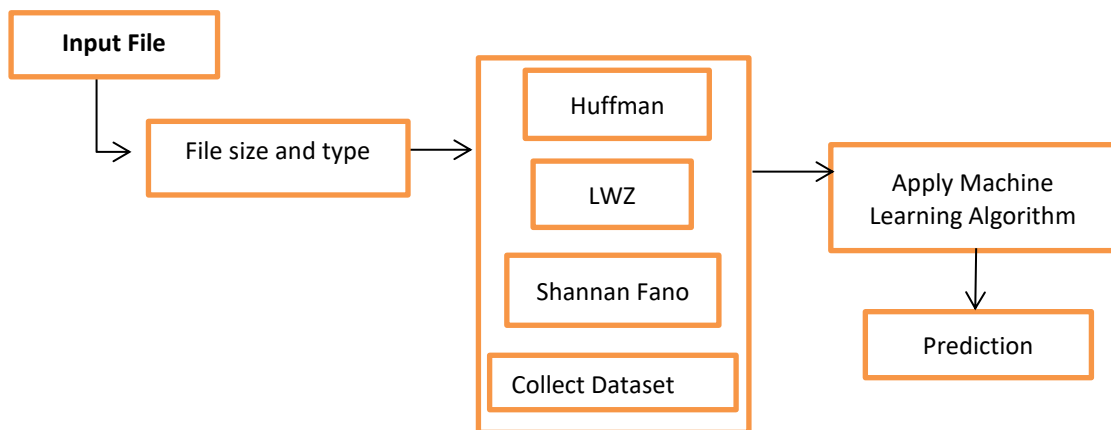 Input File
File size and type
Huffman
LWZ
Shannan Fano
Collect Dataset
Apply Machine
Learning Algorithm
Prediction